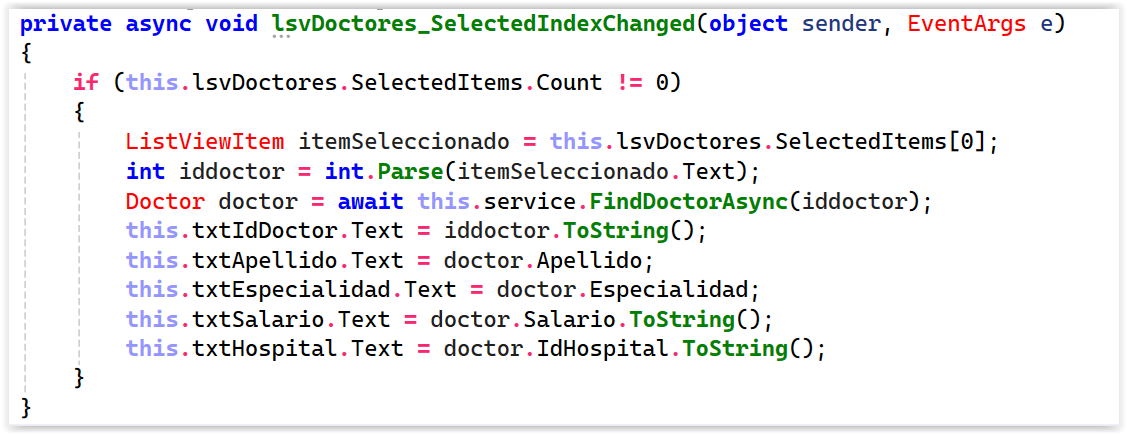 private async void lsvDoctores_SelectedIndexChanged(object sender, EventArgs e)
{
    if (this.lsvDoctores.SelectedItems.Count != 0)
    {
        ListViewItem itemSeleccionado = this.lsvDoctores.SelectedItems[0];
        int iddoctor = int.Parse(itemSeleccionado.Text);
        Doctor doctor = await this.service.FindDoctorAsync(iddoctor);
        this.txtIdDoctor.Text = iddoctor.ToString();
        this.txtApellido.Text = doctor.Apellido;
        this.txtEspecialidad.Text = doctor.Especialidad;
        this.txtSalario.Text = doctor.Salario.ToString();
        this.txtHospital.Text = doctor.IdHospital.ToString();
    }
}